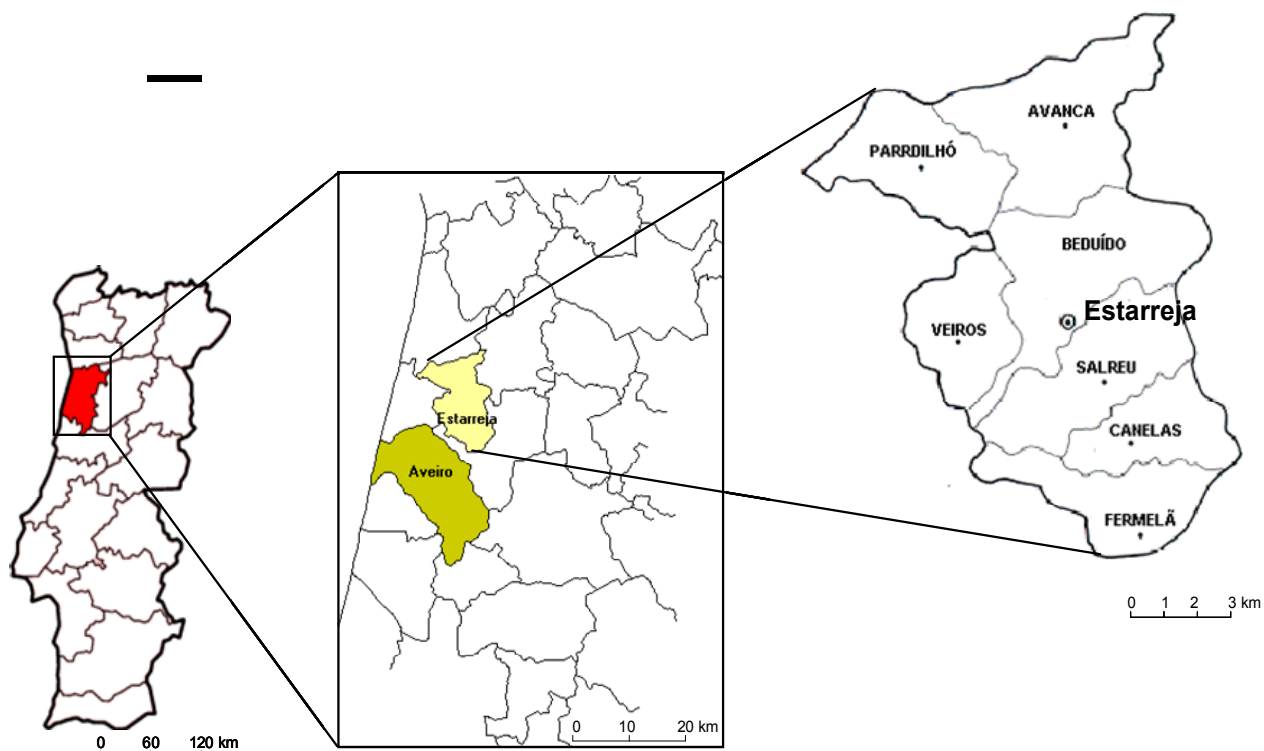 AVANCA
PARRDILHÓ
BEDUÍDO
Estarreja
VEIROS
SALREU
CANELAS
FERMELÃ
0 1 2 3 km
Estarreja
Aveiro
0 10 20 km
0 60 120 km